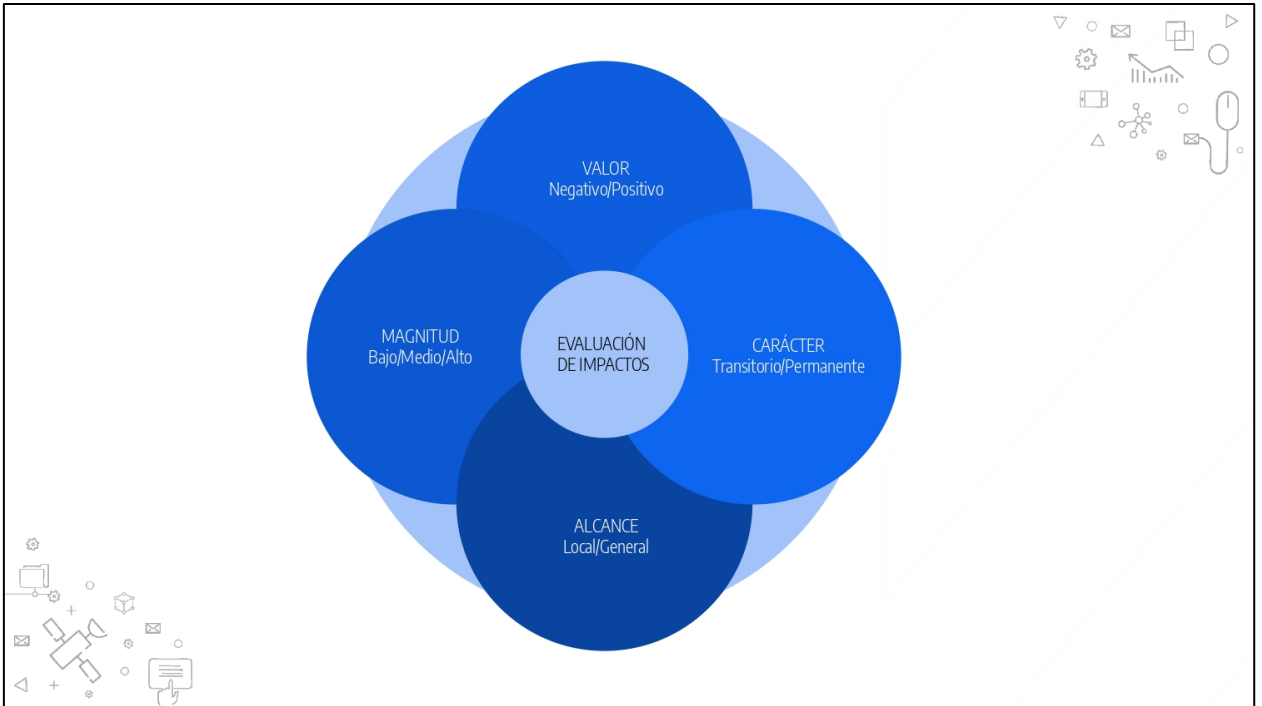 VALOR
Negativo/Positivo
MAGNITUD
Bajo/Medio/Alto
EVALUACIÓN
DE IMPACTOS
CARÁCTER
Transitorio/Permanente
ALCANCE
Local/General